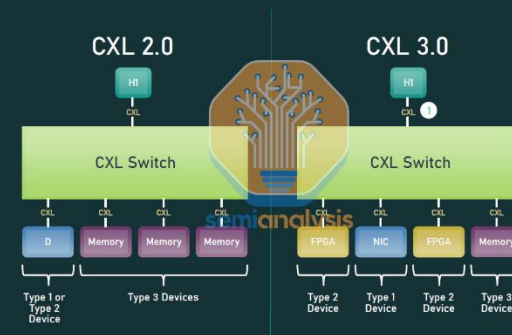 CXL 2.0
H1
CXL
CXL Switch
CXL CXL CXL CXL
D Memory Memory Memory
Type 1 or
Type 2
Device
Type 3 Devices
semianalysis
CXL 3.0
H1
CXL 1
CXL Switch
CXL CXL CXL CXL
FPGA NIC FPGA Memory
Type 2
Device
Type 1
Device
Type 2
Device
Type 3
Device